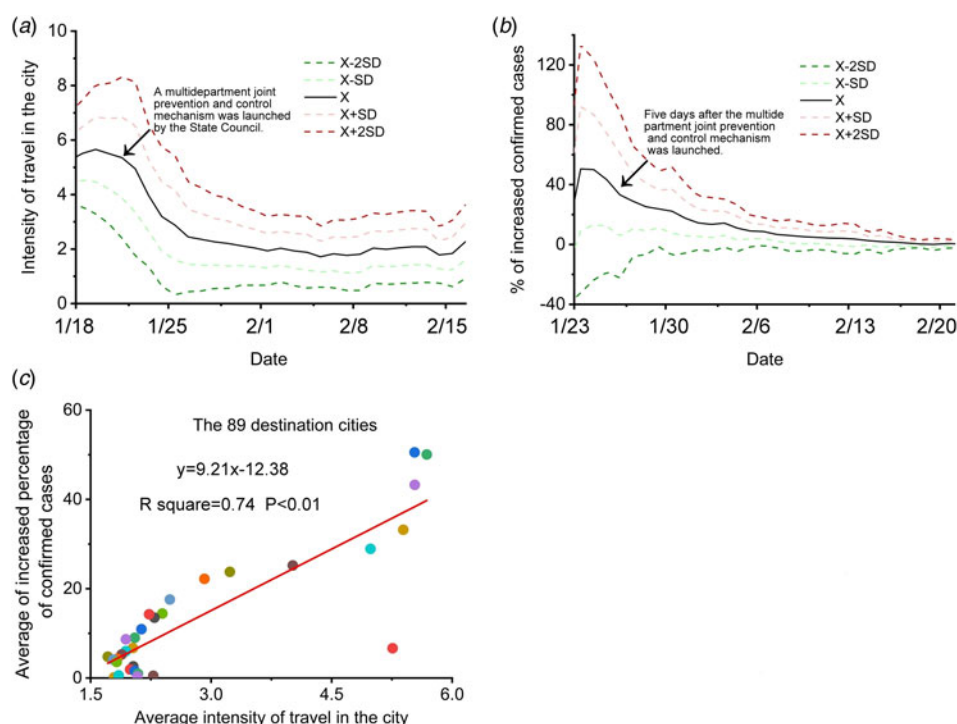 (a)
Intensity of travel in the city
10
8
6
4
2
0
X-2SD
X-SD
X
X+SD
X+2SD
A multidepartment joint
prevention and control
mechanism was launched
by the State Council.
1/18
1/25
2/1
2/8
2/15
Date
(b)
% of increased confirmed cases
120
80
40
0
-40
X-2SD
X-SD
X
X+SD
X+2SD
Five days after the multide
partment joint prevention
and control mechanism
was launched.
1/23
1/30
2/6
2/13
2/20
Date
(c)
Average of increased percentage
of confirmed cases
60
40
20
0
The 89 destination cities
y=9.21x-12.38
R square=0.74 P<0.01
1.5
3.0
4.5
6.0
Average intensity of travel in the city